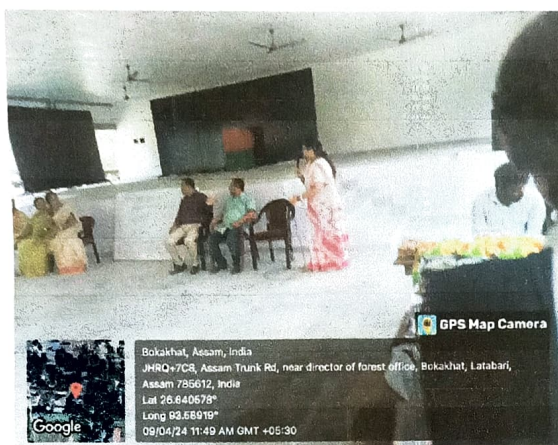 GPS Map Camera
Bokakhat, Assam, India
JHRQ+7C8, Assam Trunk Rd, near director of forest office, Bokakhat, Latabari,
Assam 785612, India
Lat 26.640578°
Long 93.58919°
09/04/24 11:49 AM GMT +05:30
Google